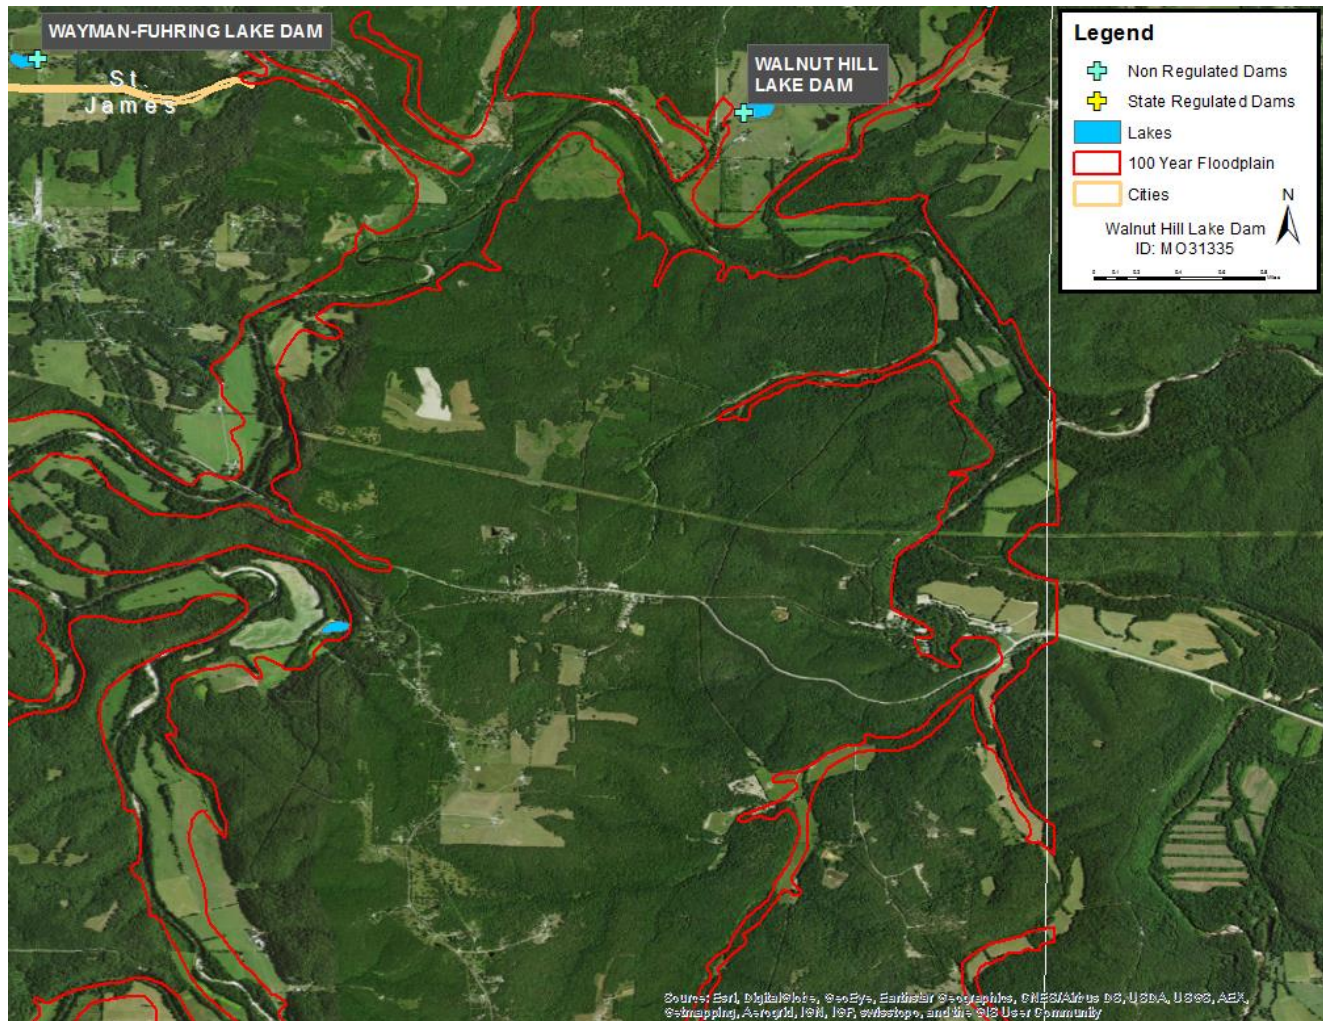 WAYMAN-FUHRING LAKE DAM
St.
James
WALNUT HILL
LAKE DAM
Legend
Non Regulated Dams
State Regulated Dams
Lakes
100 Year Floodplain
Cities
N
Walnut Hill Lake Dam
ID: MO31335
Source: Esri, DigitalGlobe, GeoEye, Earthstar Geographics, CNES/Airbus DS, USDA, USGS, AEX,
Getmapping, Aerogrid, IGN, IGP, swisstopo, and the GIS User Community